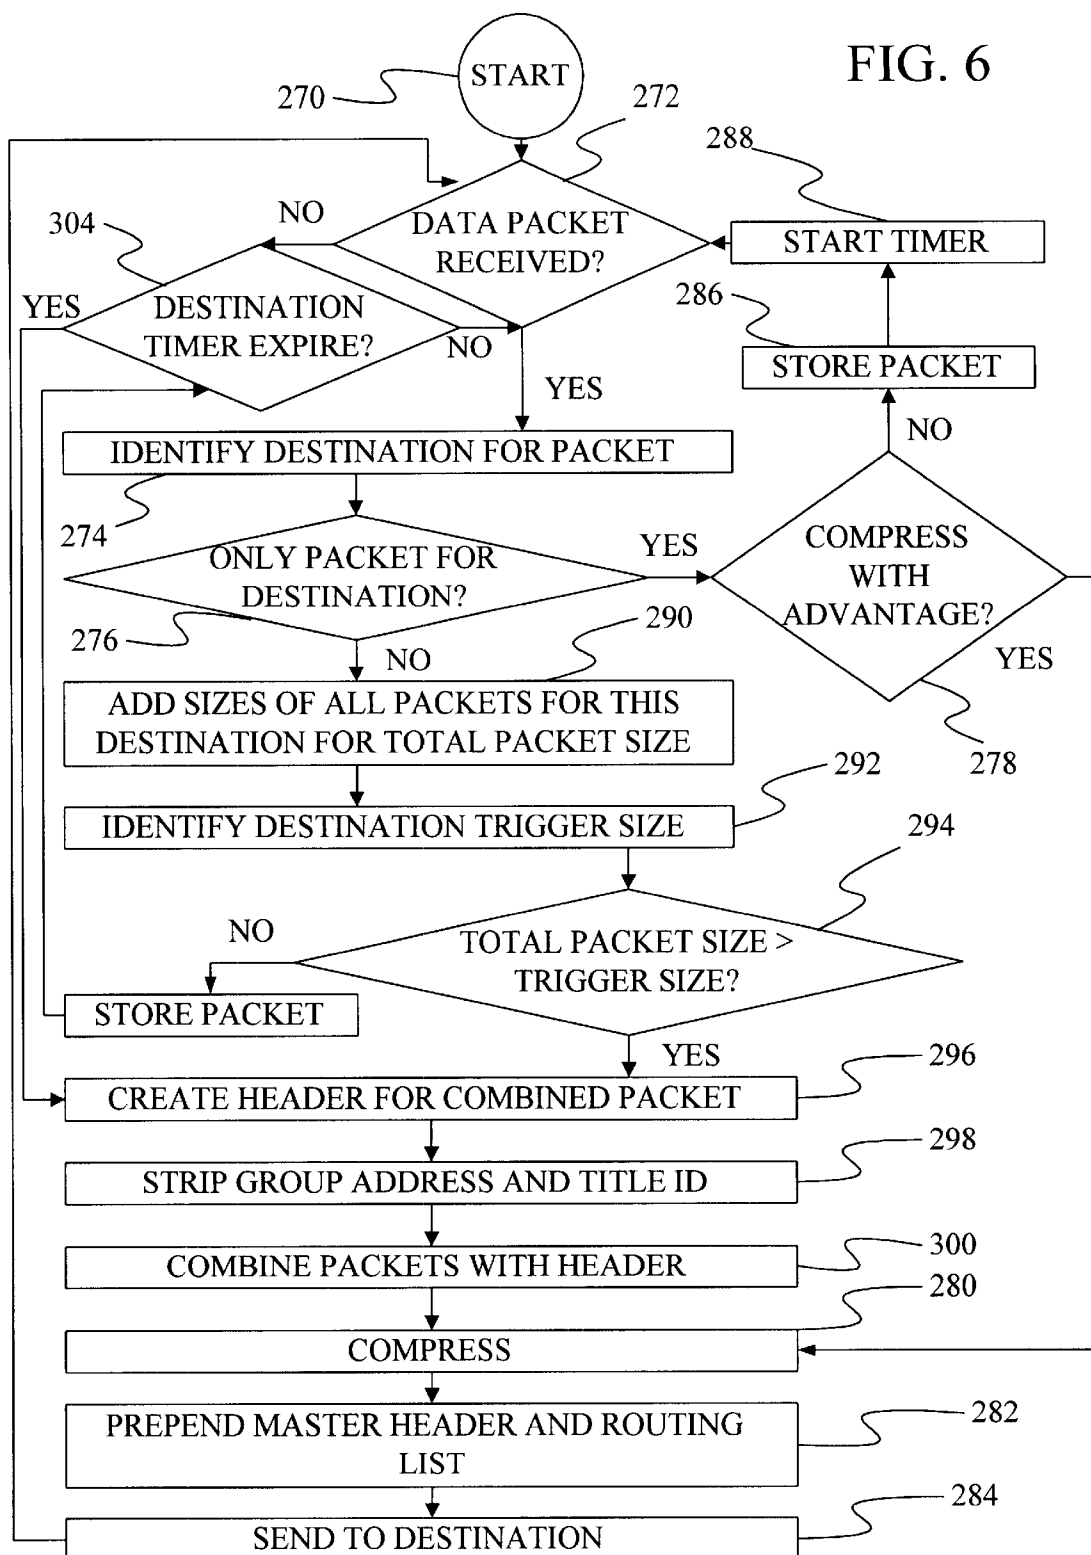 FIG. 6
START
270
272
288
NO
304
DATA PACKET
RECEIVED?
START TIMER
YES
DESTINATION
TIMER EXPIRE?
NO
286
STORE PACKET
YES
NO
IDENTIFY DESTINATION FOR PACKET
274
ONLY PACKET FOR
DESTINATION?
YES
COMPRESS
WITH
ADVANTAGE?
276
290
NO
YES
ADD SIZES OF ALL PACKETS FOR THIS
DESTINATION FOR TOTAL PACKET SIZE
278
292
IDENTIFY DESTINATION TRIGGER SIZE
294
NO
TOTAL PACKET SIZE >
TRIGGER SIZE?
STORE PACKET
YES
296
CREATE HEADER FOR COMBINED PACKET
298
STRIP GROUP ADDRESS AND TITLE ID
300
COMBINE PACKETS WITH HEADER
280
COMPRESS
282
PREPEND MASTER HEADER AND ROUTING
LIST
284
SEND TO DESTINATION